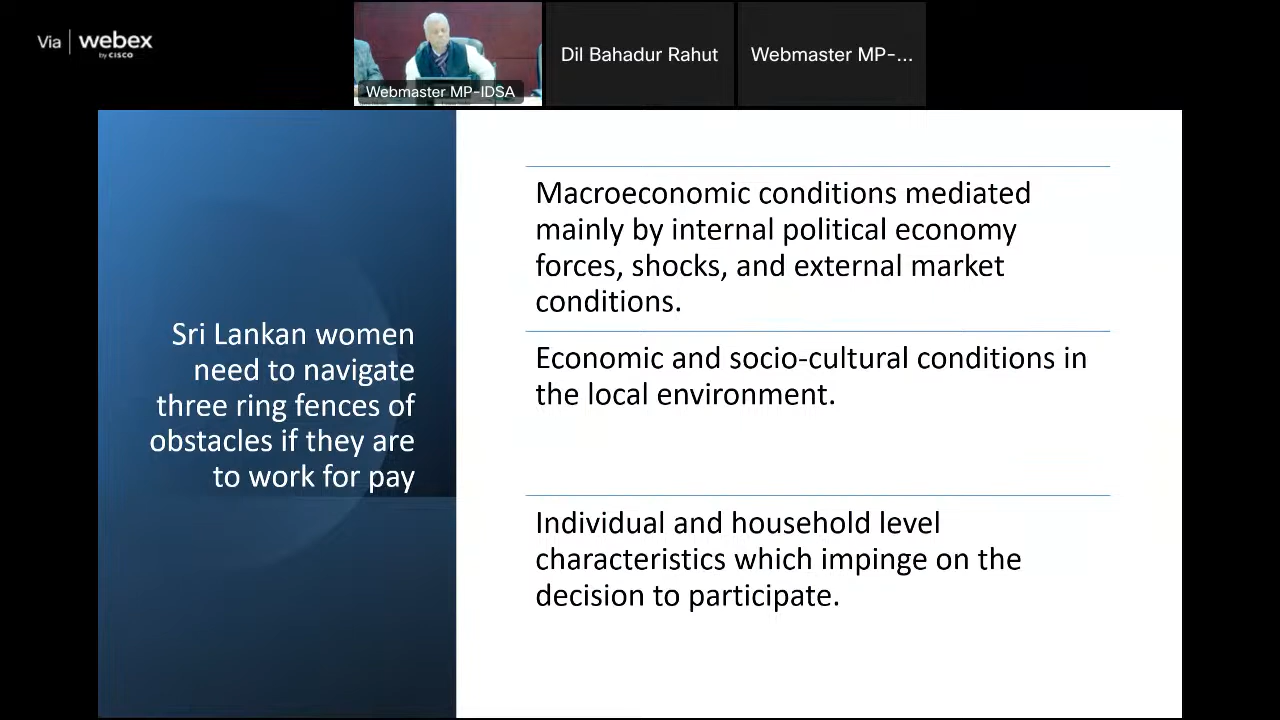 Via | webex
by CISCO
Webmaster MP-IDSA
Dil Bahadur Rahut
Webmaster MP-...
Sri Lankan women
need to navigate
three ring fences of
obstacles if they are
to work for pay
Macroeconomic conditions mediated
mainly by internal political economy
forces, shocks, and external market
conditions.
Economic and socio-cultural conditions in
the local environment.
Individual and household level
characteristics which impinge on the
decision to participate.